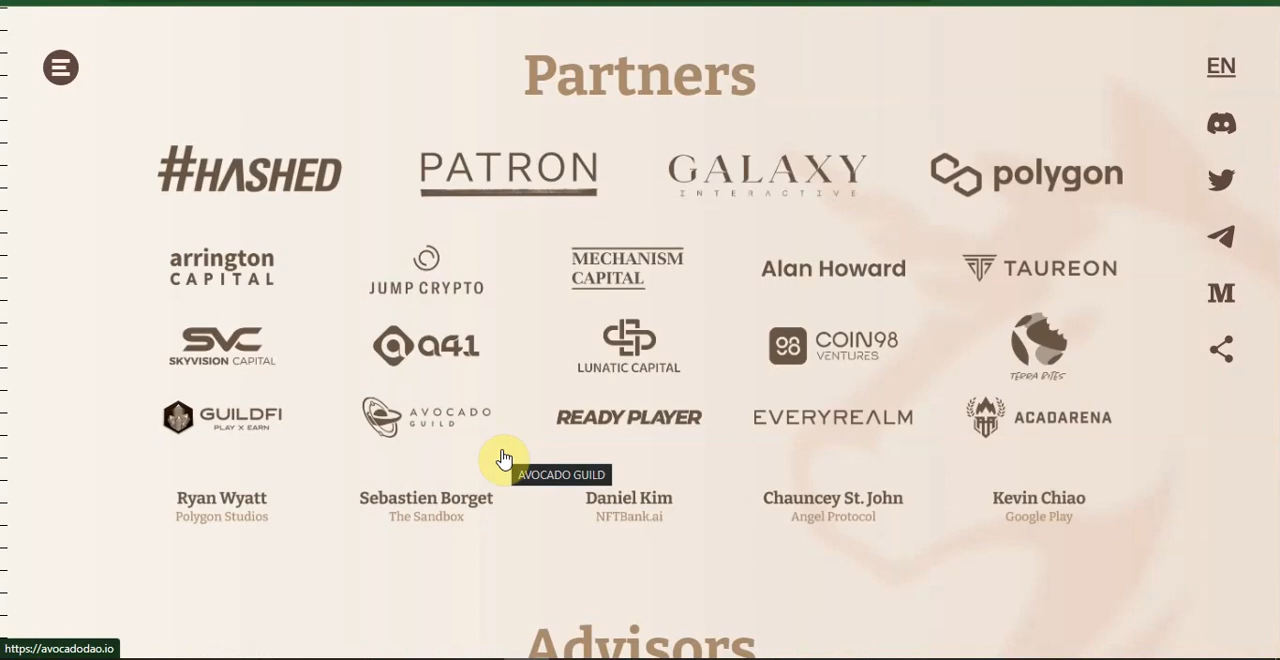 Partners
EN
#HASHED
PATRON
GALAXY
INTERACTIVE
polygon
arrington
CAPITAL
JUMP CRYPTO
MECHANISM
CAPITAL
Alan Howard
TAUREON
SVC
SKYVISION CAPITAL
a41
LUNATIC CAPITAL
98
COIN98
VENTURES
TERRA BITES
GUILDFI
PLAY X EARN
AVOCADO
GUILD
READY PLAYER
EVERYREALM
ACADARENA
AVOCADO GUILD
Ryan Wyatt
Polygon Studios
Sebastien Borget
The Sandbox
Daniel Kim
NFTBank.ai
Chauncey St. John
Angel Protocol
Kevin Chiao
Google Play
Advisors
https://avocadodao.io